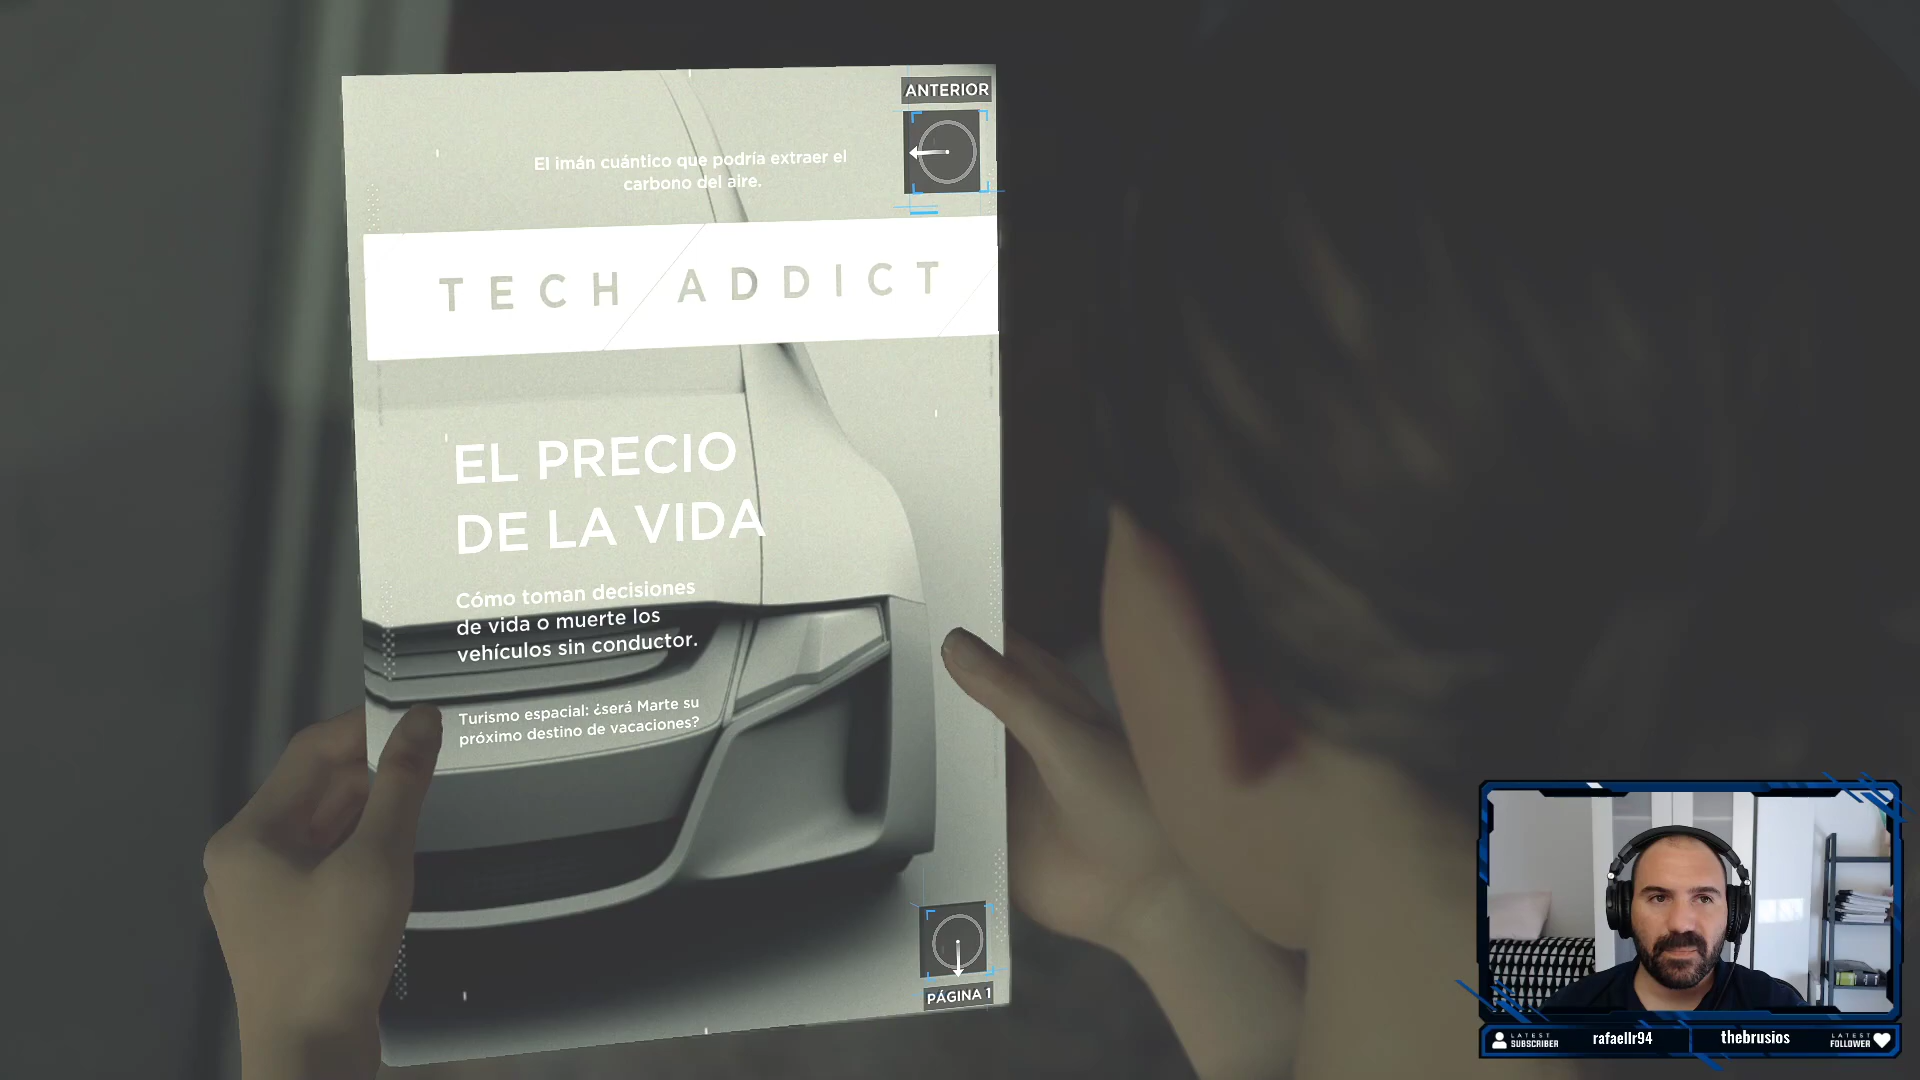 ANTERIOR
El imán cuántico que podría extraer el
carbono del aire.
TECH ADDICT
EL PRECIO
DE LA VIDA
Cómo toman decisiones
de vida o muerte los
vehículos sin conductor.
Turismo espacial: ¿será Marte su
próximo destino de vacaciones?
PÁGINA 1
LATEST
SUBSCRIBER
rafaellr94
thebrusios
LATEST
FOLLOWER